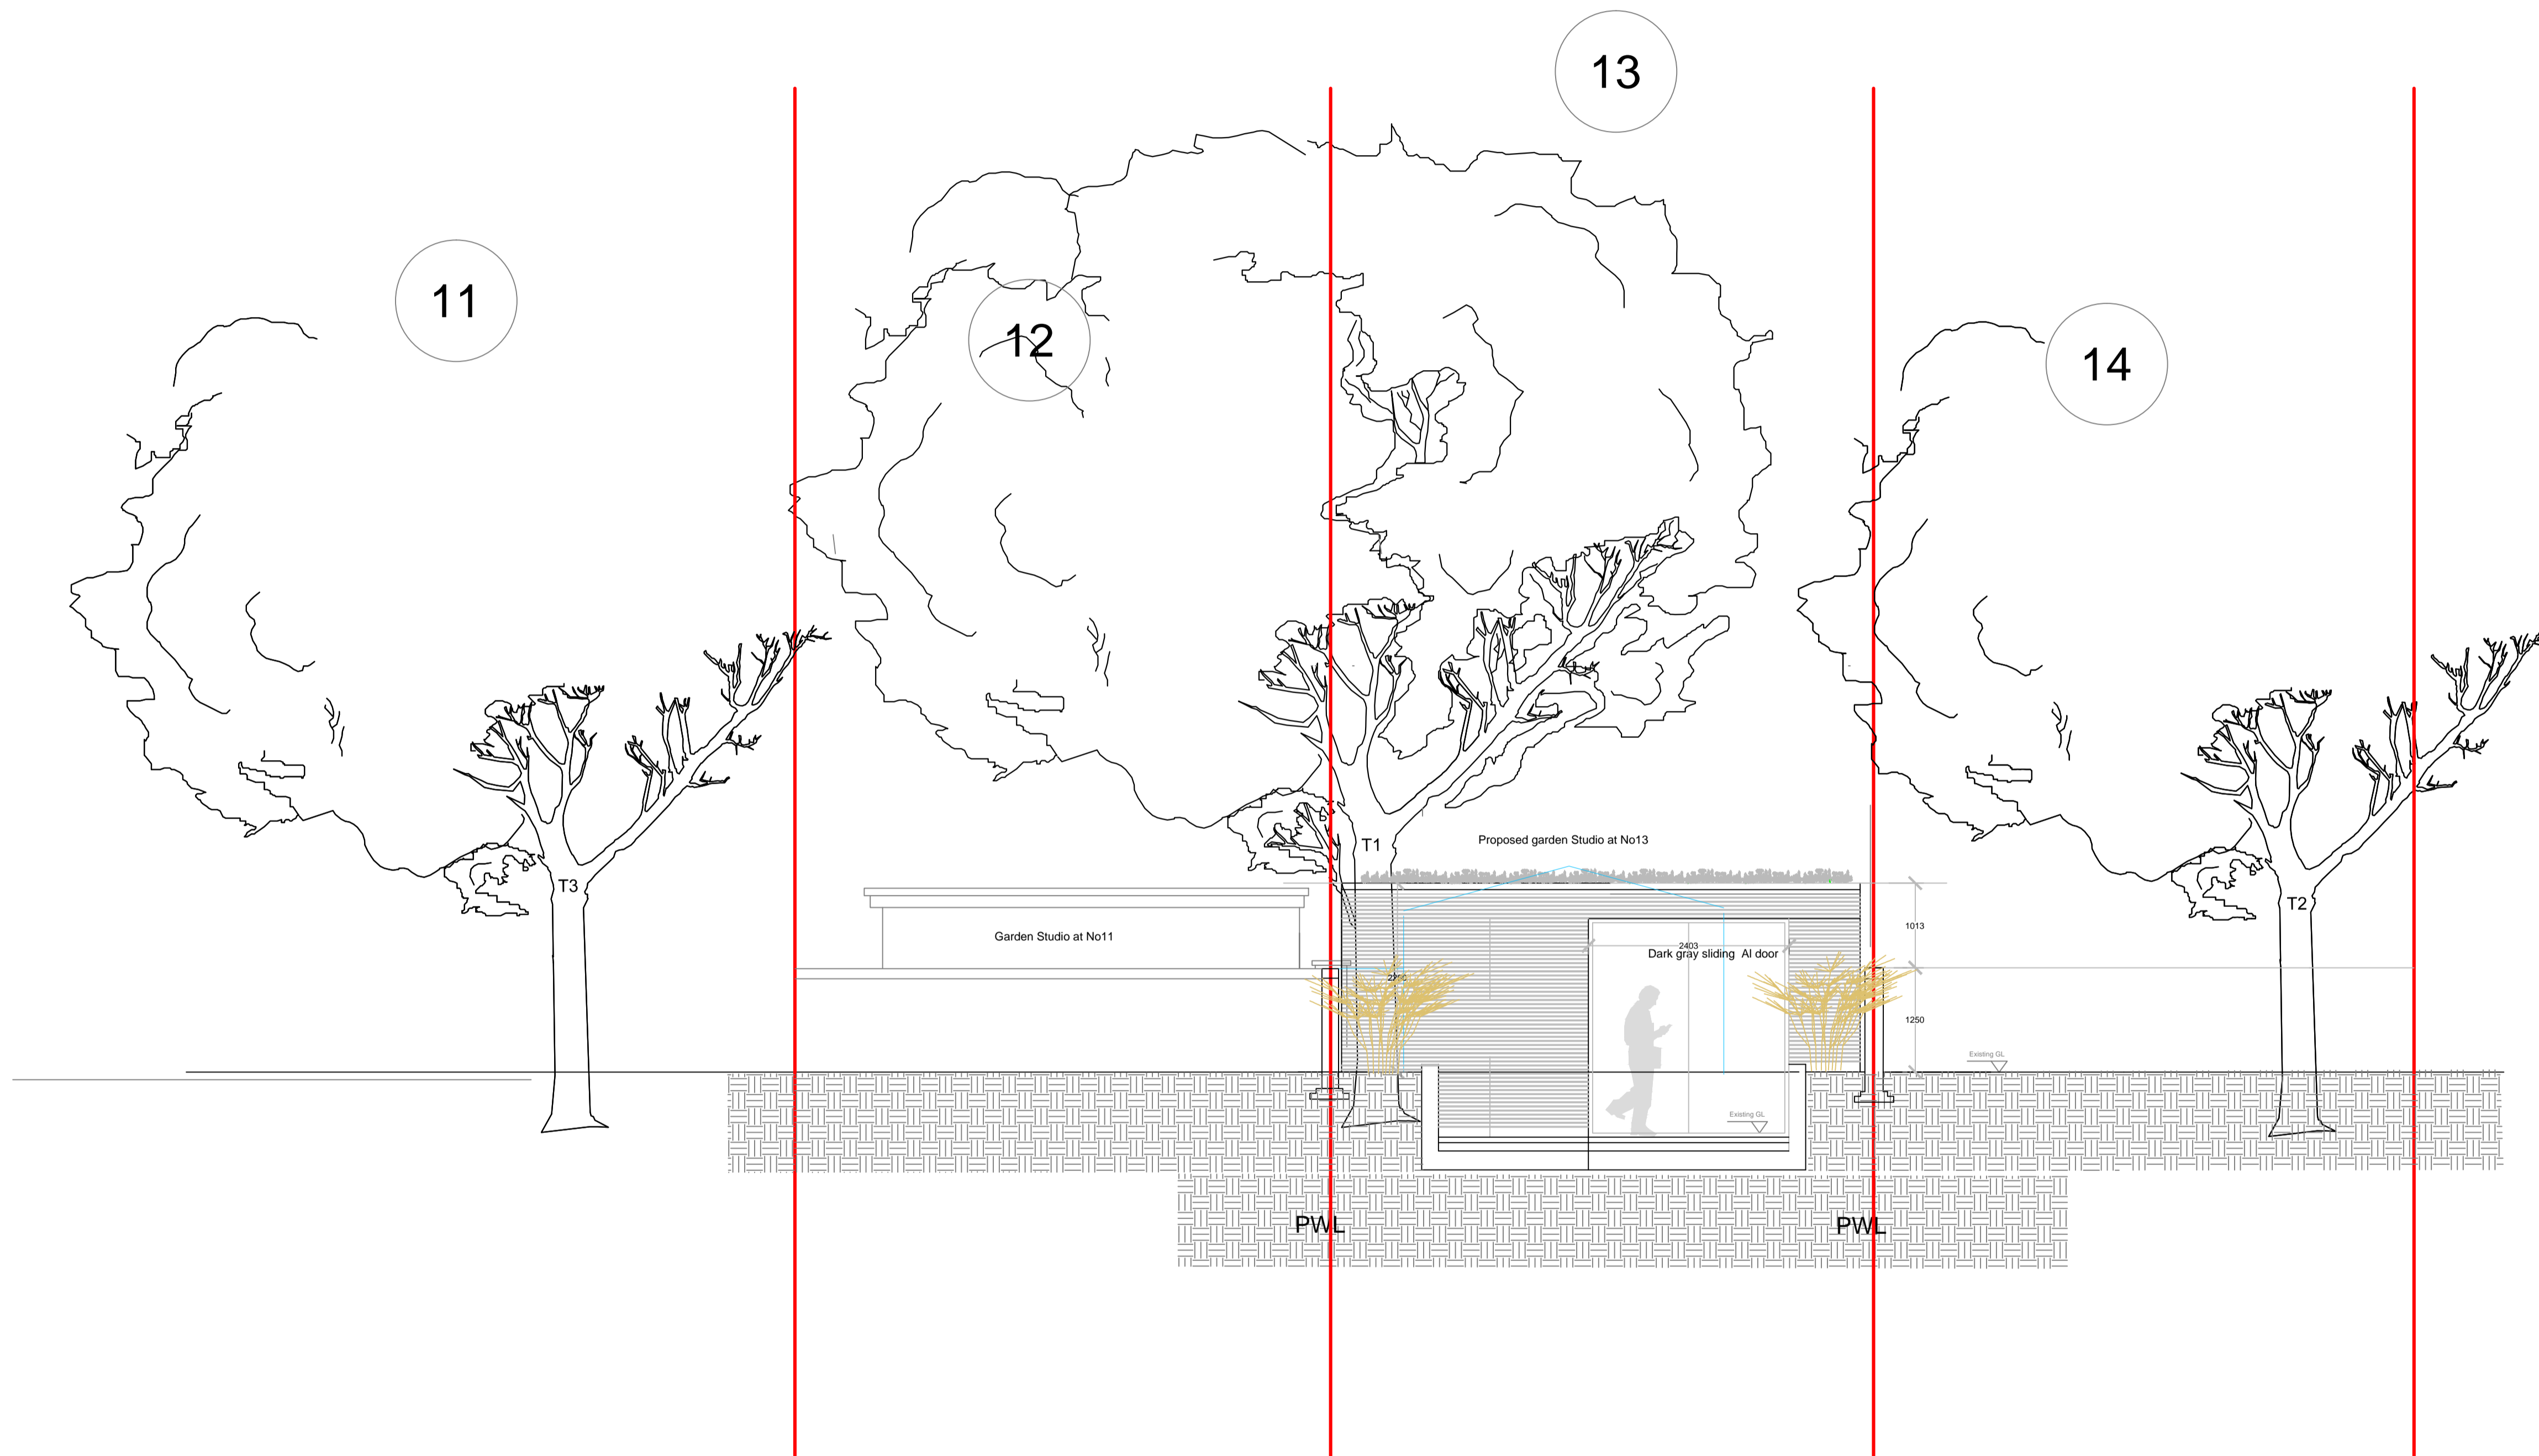 13
11
12
14
T1
Proposed garden Studio at No13
T3
T2
Garden Studio at No11
1013
2403
Dark gray sliding Al door
1250
Existing GL
Existing GL
PWL
PWL